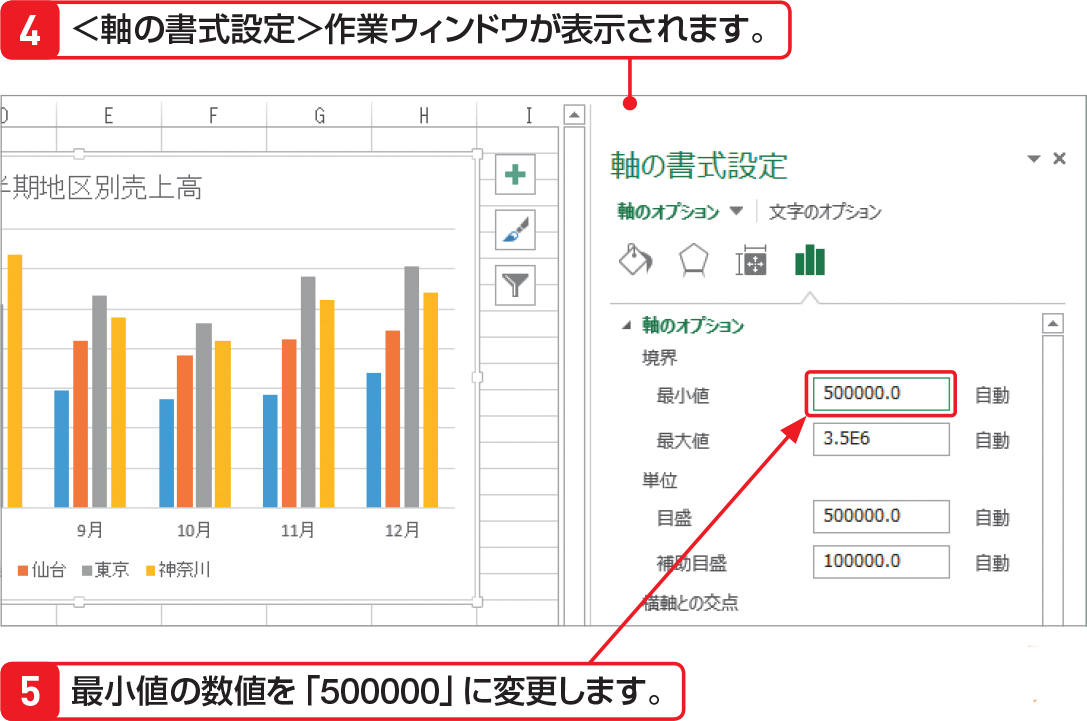 4 <軸の書式設定>作業ウィンドウが表示されます。
E F G H I
軸の書式設定
半期地区別売上高
軸のオプション 文字のオプション
軸のオプション
境界
最小値 500000.0 自動
最大値 3.5E6 自動
単位
目盛 500000.0 自動
補助目盛 100000.0 自動
横軸との交点
9月 10月 11月 12月
仙台 東京 神奈川
5 最小値の数値を「500000」に変更します。